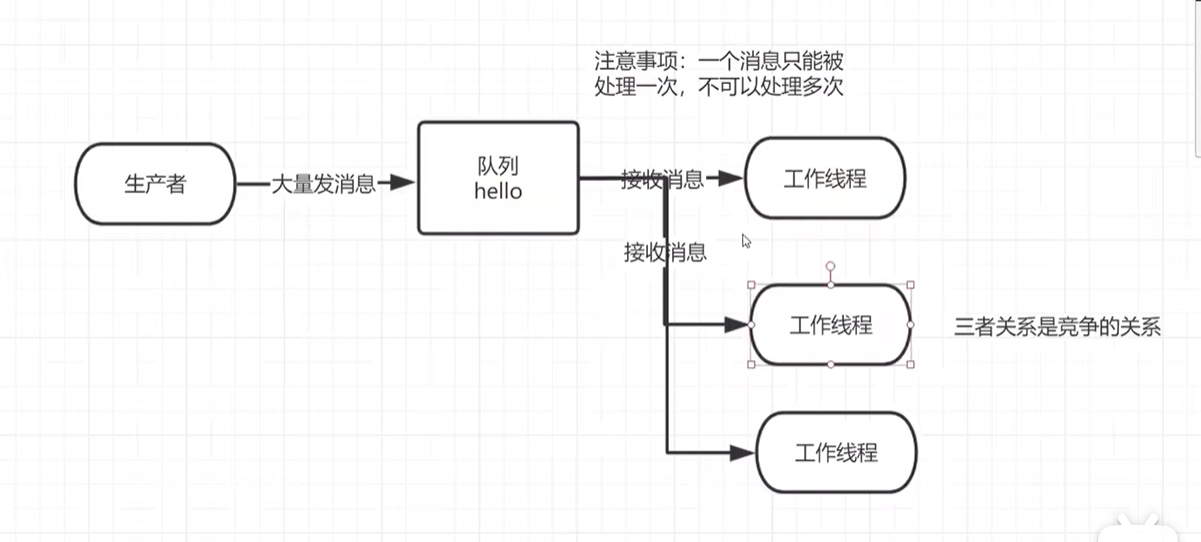 注意事项：一个消息只能被
处理一次，不可以处理多次
生产者
大量发消息
队列
hello
接收消息
工作线程
接收消息
工作线程
三者关系是竞争的关系
工作线程